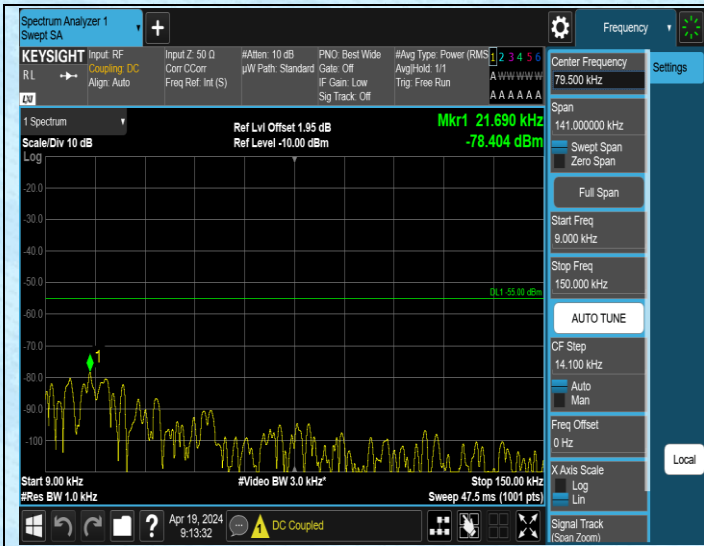 Spectrum Analyzer 1
Swept SA
+
Frequency
KEYSIGHT
RL
LXI
Input: RF
Coupling: DC
Align: Auto
Input Z: 50 Ω
Corr CCorr
Freq Ref: Int (S)
#Atten: 10 dB
µW Path: Standard
PNO: Best Wide
Gate: Off
IF Gain: Low
Sig Track: Off
#Avg Type: Power (RMS
Avg|Hold: 1/1
Trig: Free Run
1 2 3 4 5 6
A W W W W W
A A A A A A
1 Spectrum
Scale/Div 10 dB
Log
Ref Lvl Offset 1.95 dB
Ref Level -10.00 dBm
Mkr1 21.690 kHz
-78.404 dBm
-20.0
-30.0
-40.0
-50.0
DL1 -55.00 dBm
-60.0
-70.0
1
-80.0
-90.0
-100
Start 9.00 kHz
#Res BW 1.0 kHz
#Video BW 3.0 kHz*
Stop 150.00 kHz
Sweep 47.5 ms (1001 pts)
?
Apr 19, 2024
9:13:32
1
DC Coupled
Center Frequency
79.500 kHz
Span
141.000000 kHz
Swept Span
Zero Span
Full Span
Start Freq
9.000 kHz
Stop Freq
150.000 kHz
AUTO TUNE
CF Step
14.100 kHz
Auto
Man
Freq Offset
0 Hz
X Axis Scale
Log
Lin
Signal Track
(Span Zoom)
Settings
Local